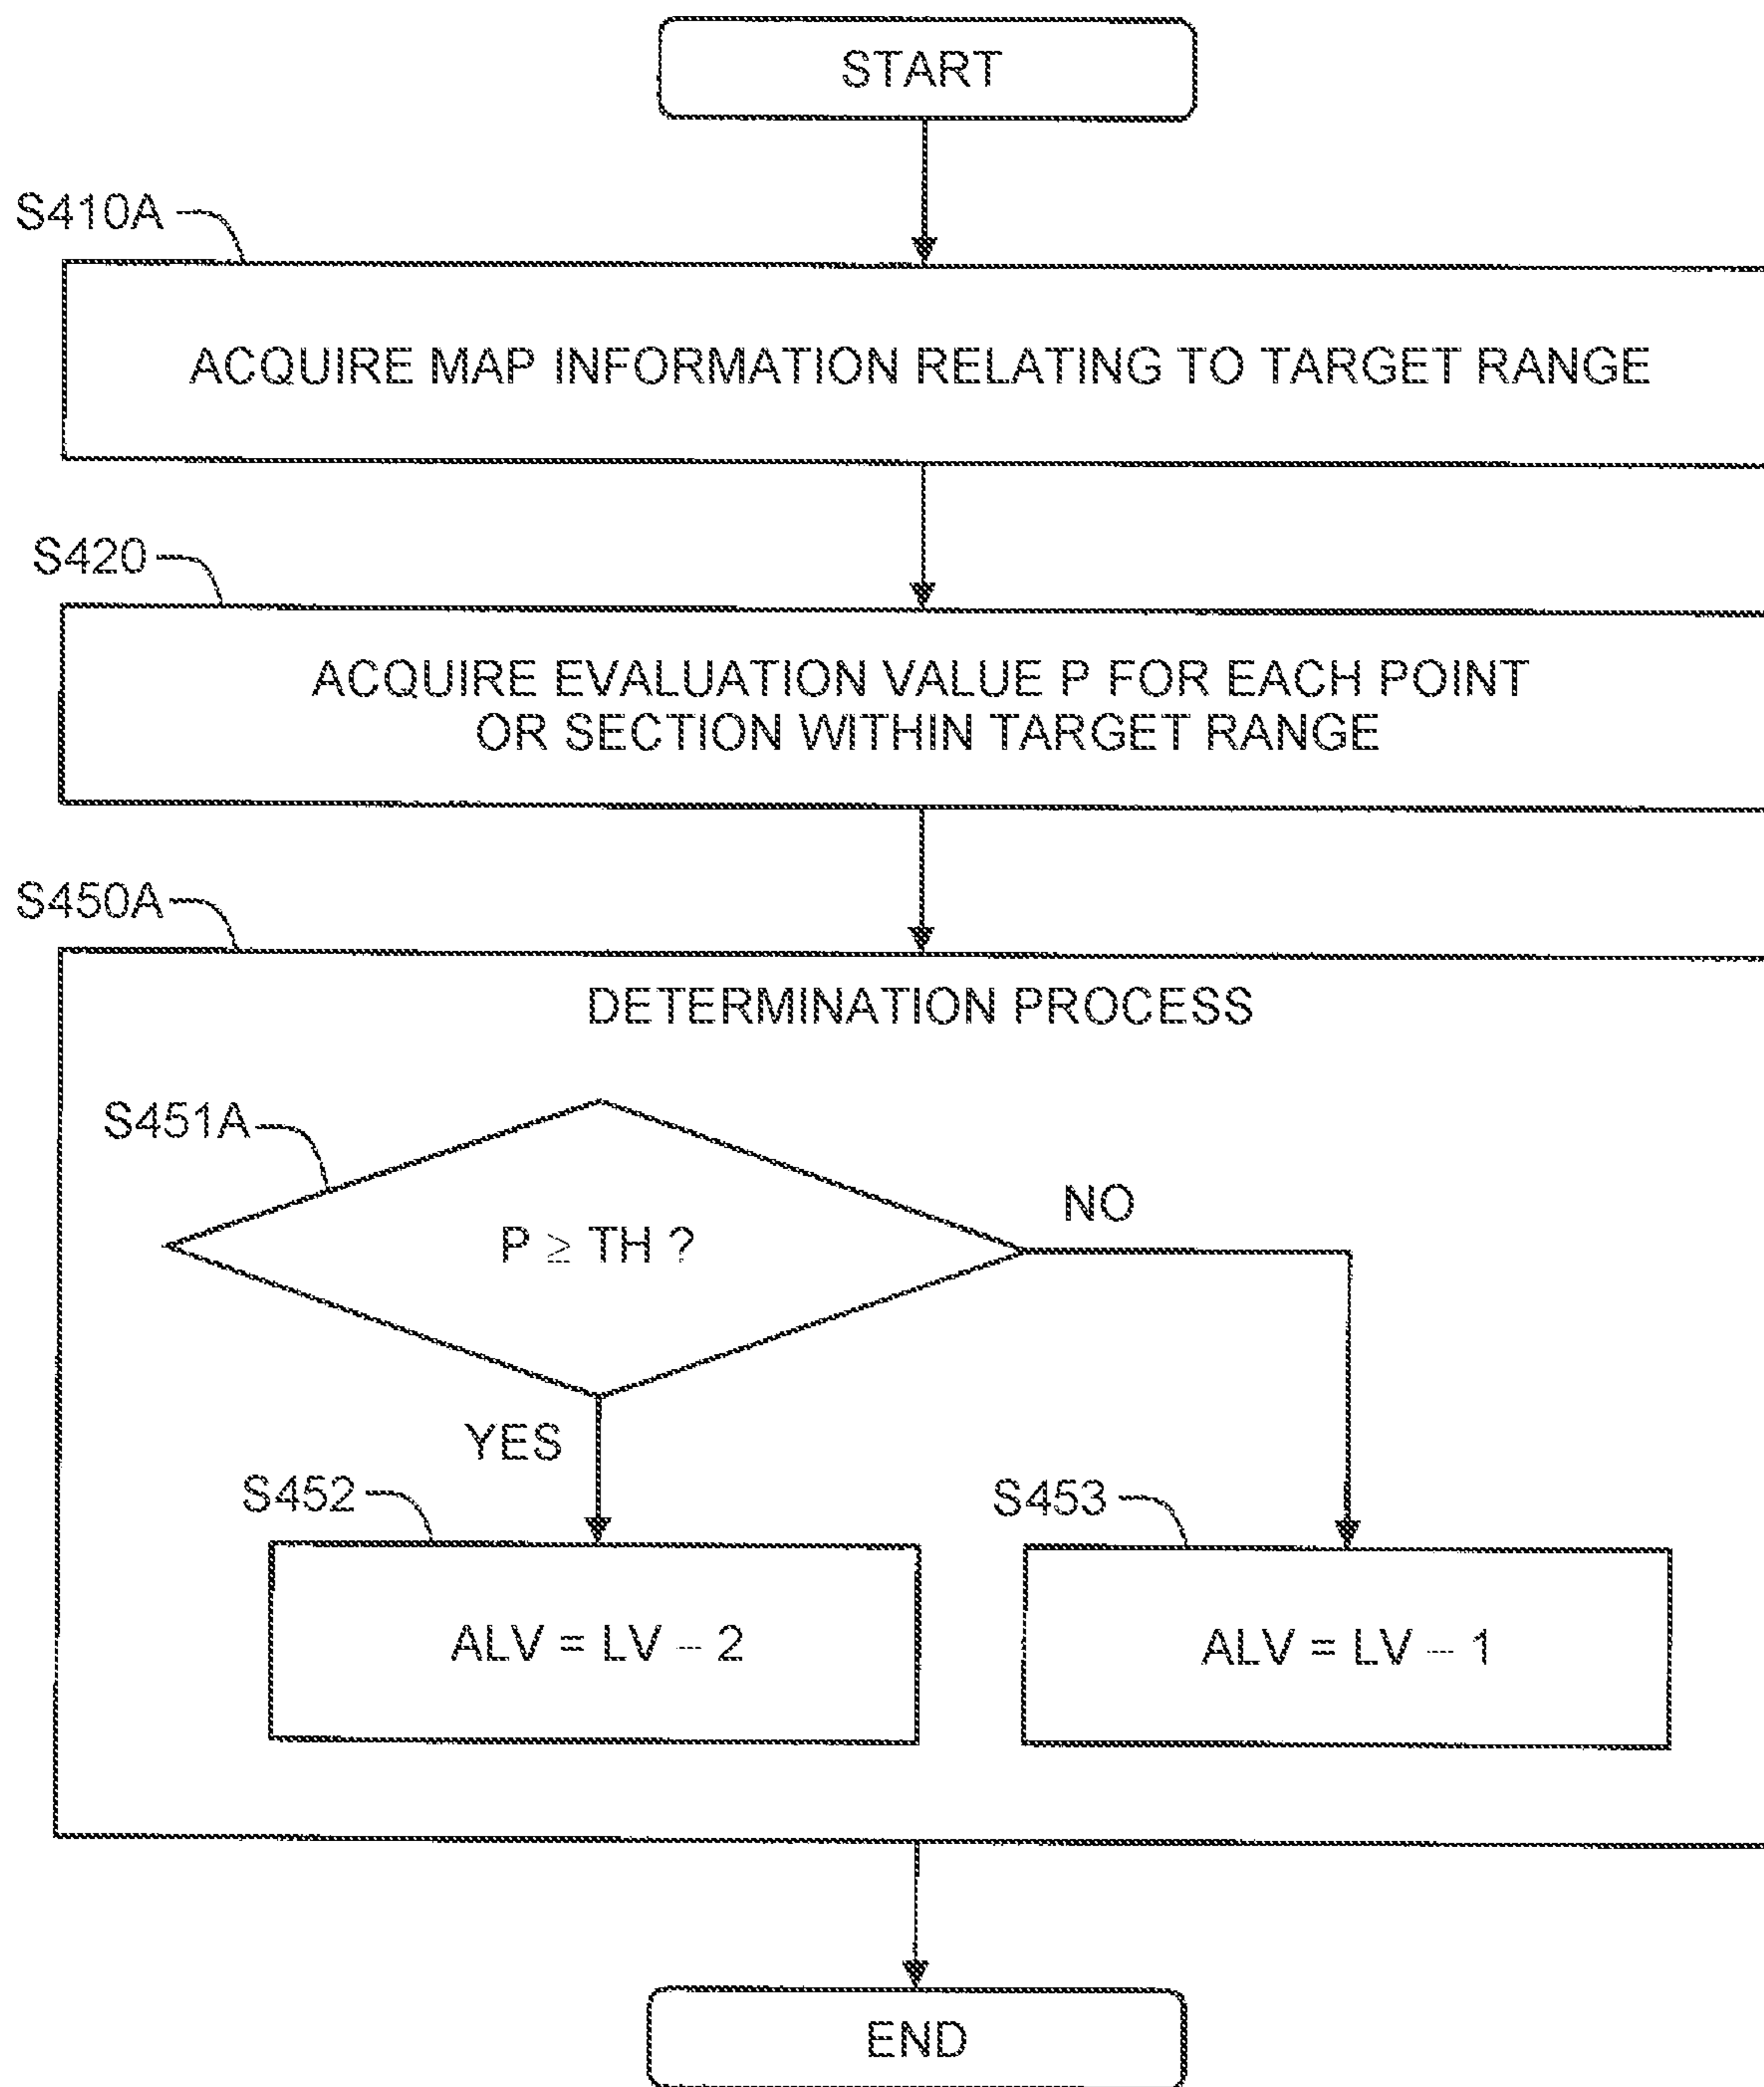 START
S410A
ACQUIRE MAP INFORMATION RELATING TO TARGET RANGE
S420
ACQUIRE EVALUATION VALUE P FOR EACH POINT
OR SECTION WITHIN TARGET RANGE
S450A
DETERMINATION PROCESS
S451A
P ≥ TH ?
NO
YES
S452
S453
ALV = LV - 2
ALV = LV - 1
END